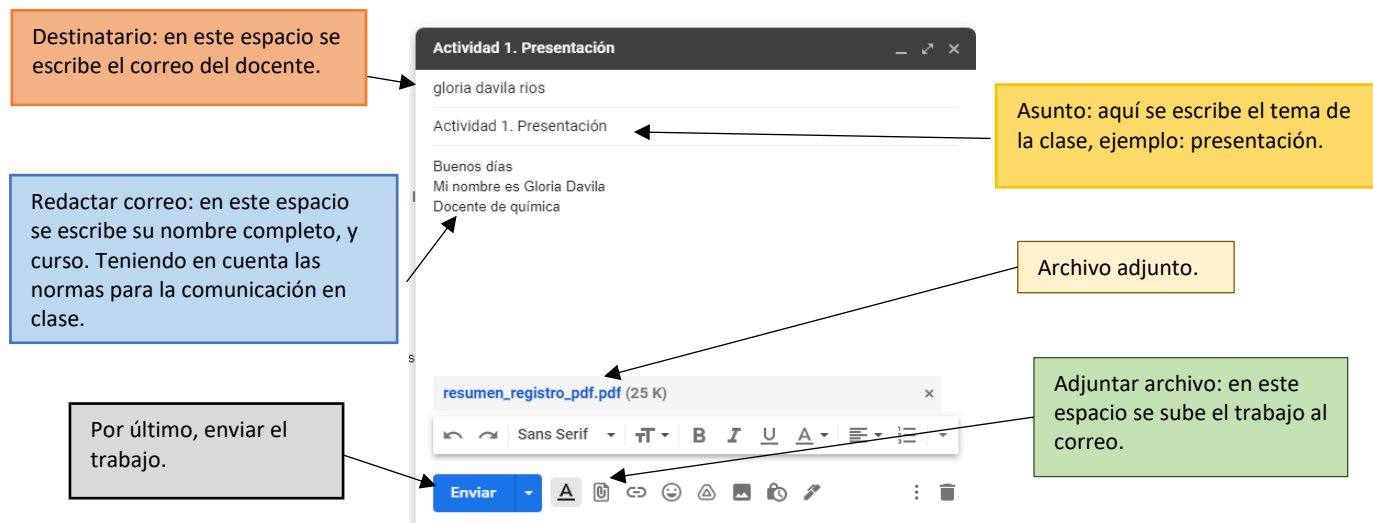 Destinatario: en este espacio se
escribe el correo del docente.
Actividad 1. Presentación
gloria davila rios
Actividad 1. Presentación
Asunto: aquí se escribe el tema de
la clase, ejemplo: presentación.
Buenos días
Mi nombre es Gloria Davila
Docente de química
Redactar correo: en este espacio
se escribe su nombre completo, y
curso. Teniendo en cuenta las
normas para la comunicación en
clase.
Archivo adjunto.
resumen_registro_pdf.pdf (25 K)
Adjuntar archivo: en este
espacio se sube el trabajo al
correo.
Sans Serif
B I U A
Por último, enviar el
trabajo.
Enviar
A